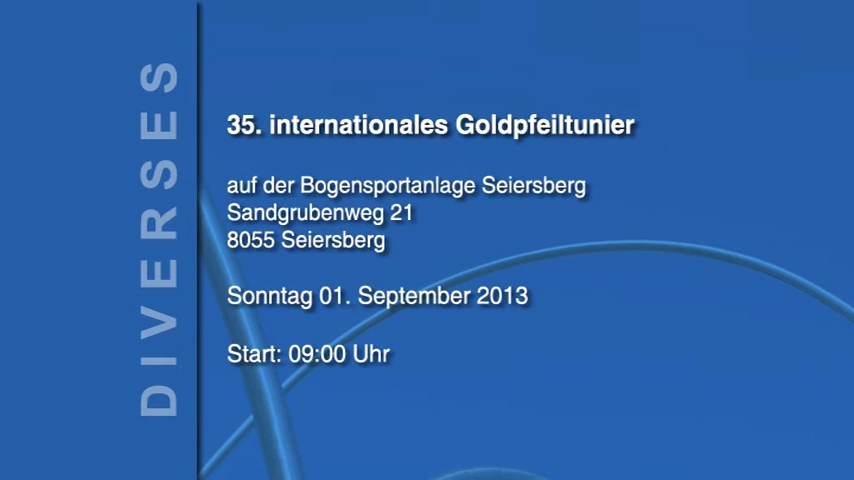 DIVERSES
35. internationales Goldpfeiltunier
auf der Bogensportanlage Seiersberg
Sandgrubenweg 21
8055 Seiersberg
Sonntag 01. September 2013
Start: 09:00 Uhr